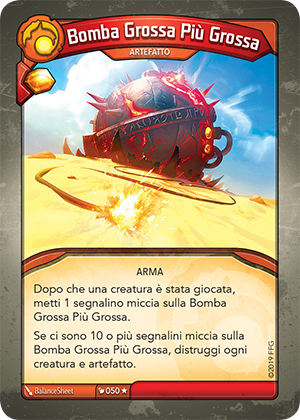 Bomba Grossa Più Grossa
ARTEFATTO
ARMA
Dopo che una creatura è stata giocata,
metti 1 segnalino miccia sulla Bomba
Grossa Più Grossa.
Se ci sono 10 o più segnalini miccia sulla
Bomba Grossa Più Grossa, distruggi ogni
creatura e artefatto.
©2019 FFG
BalanceSheet
050